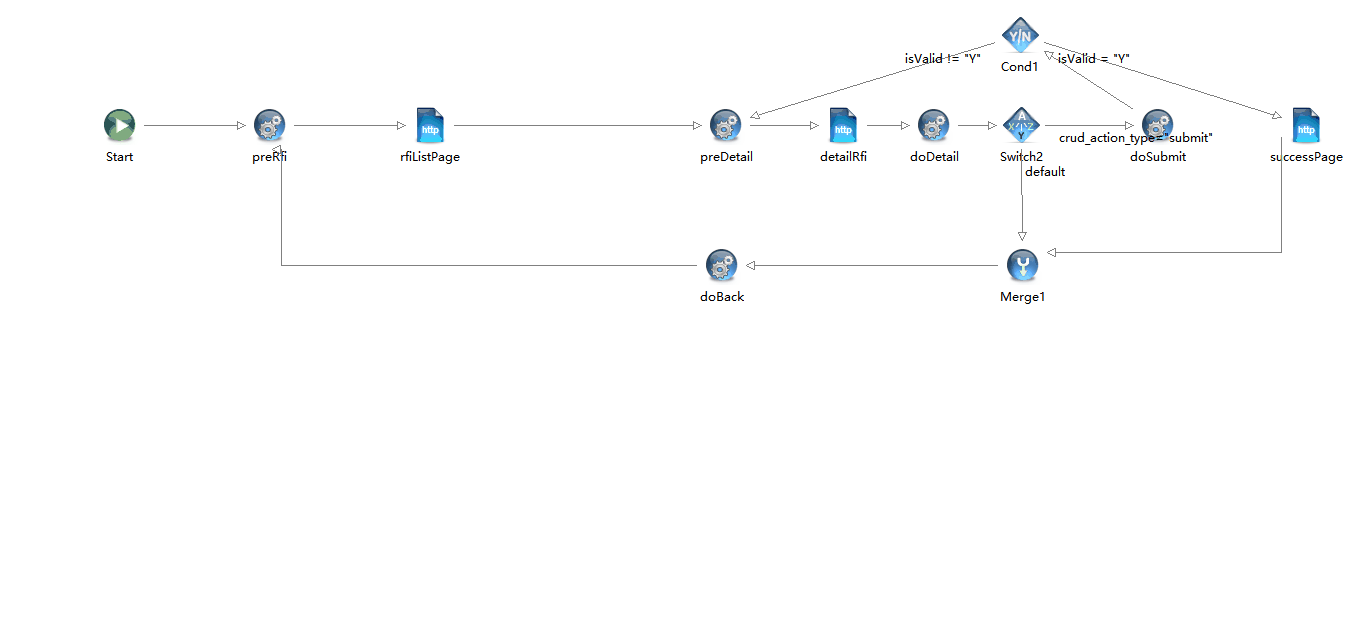 Y/N
Cond1
isValid != "Y"
isValid = "Y"
Start
preRfi
http
rfiListPage
preDetail
http
detailRfi
doDetail
A
X/Y/Z
Y
Switch2
crud_action_type="submit"
doSubmit
http
successPage
default
doBack
Merge1